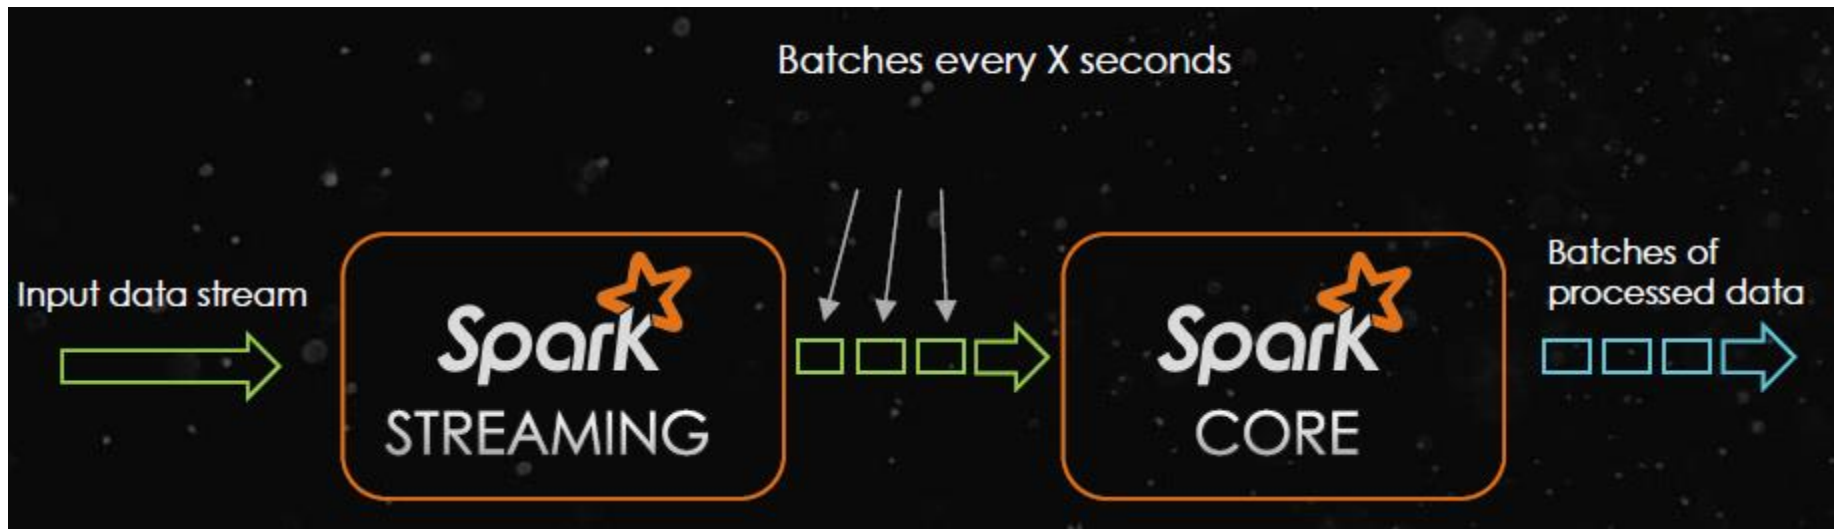 Batches every X seconds
Input data stream
Spark
STREAMING
Spark
CORE
Batches of
processed data